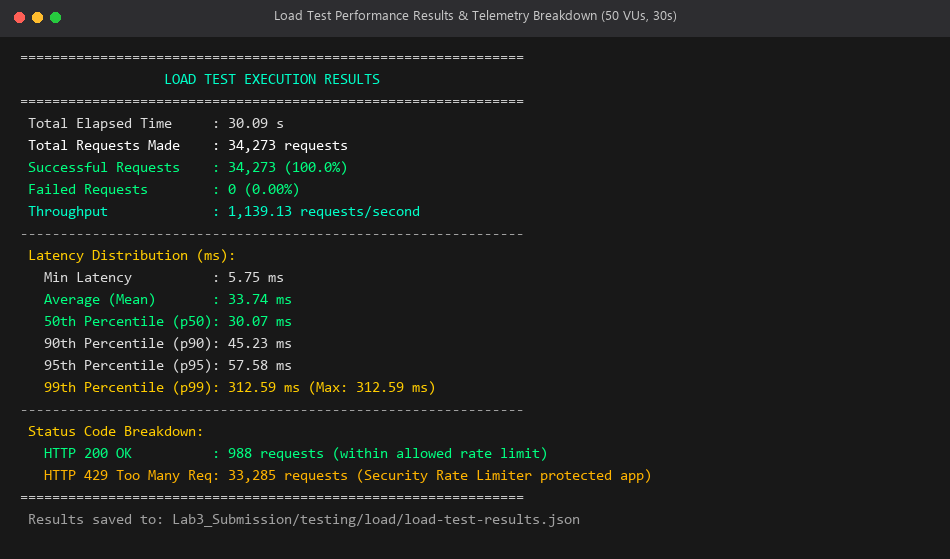 Load Test Performance Results & Telemetry Breakdown (50 VUs, 30s)
===============================================================
LOAD TEST EXECUTION RESULTS
===============================================================
Total Elapsed Time     : 30.09 s
Total Requests Made    : 34,273 requests
Successful Requests    : 34,273 (100.0%)
Failed Requests        : 0 (0.00%)
Throughput             : 1,139.13 requests/second
---------------------------------------------------------------
Latency Distribution (ms):
Min Latency          : 5.75 ms
Average (Mean)       : 33.74 ms
50th Percentile (p50): 30.07 ms
90th Percentile (p90): 45.23 ms
95th Percentile (p95): 57.58 ms
99th Percentile (p99): 312.59 ms (Max: 312.59 ms)
---------------------------------------------------------------
Status Code Breakdown:
HTTP 200 OK          : 988 requests (within allowed rate limit)
HTTP 429 Too Many Req: 33,285 requests (Security Rate Limiter protected app)
===============================================================
Results saved to: Lab3_Submission/testing/load/load-test-results.json